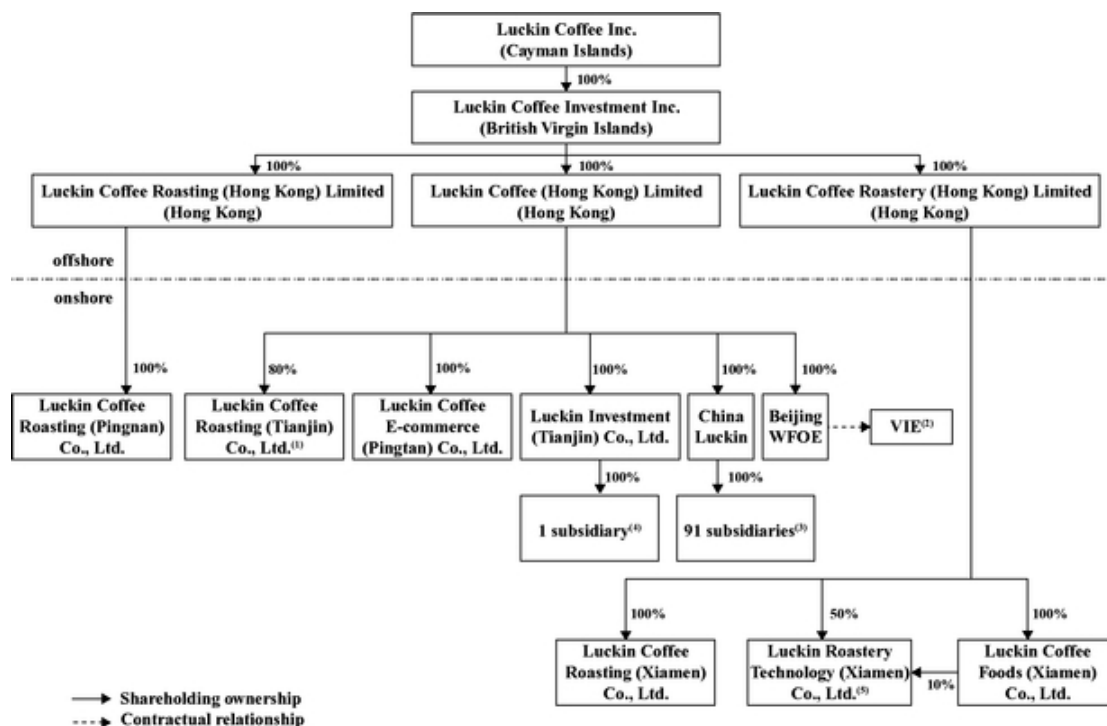 Luckin Coffee Inc.
(Cayman Islands)
100%
Luckin Coffee Investment Inc.
(British Virgin Islands)
100%
100%
100%
Luckin Coffee Roasting (Hong Kong) Limited
(Hong Kong)
Luckin Coffee (Hong Kong) Limited
(Hong Kong)
Luckin Coffee Roastery (Hong Kong) Limited
(Hong Kong)
offshore
onshore
100%
80%
100%
100%
100%
100%
Luckin Coffee
Roasting (Pingnan)
Co., Ltd.
Luckin Coffee
Roasting (Tianjin)
Co., Ltd.(1)
Luckin Coffee
E-commerce
(Pingtan) Co., Ltd.
Luckin Investment
(Tianjin) Co., Ltd.
China
Luckin
Beijing
WFOE
VIE(2)
100%
100%
1 subsidiary(4)
91 subsidiaries(3)
100%
50%
100%
Luckin Coffee
Roasting (Xiamen)
Co., Ltd.
Luckin Roastery
Technology (Xiamen)
Co., Ltd.(5)
10%
Luckin Coffee
Foods (Xiamen)
Co., Ltd.
Shareholding ownership
Contractual relationship